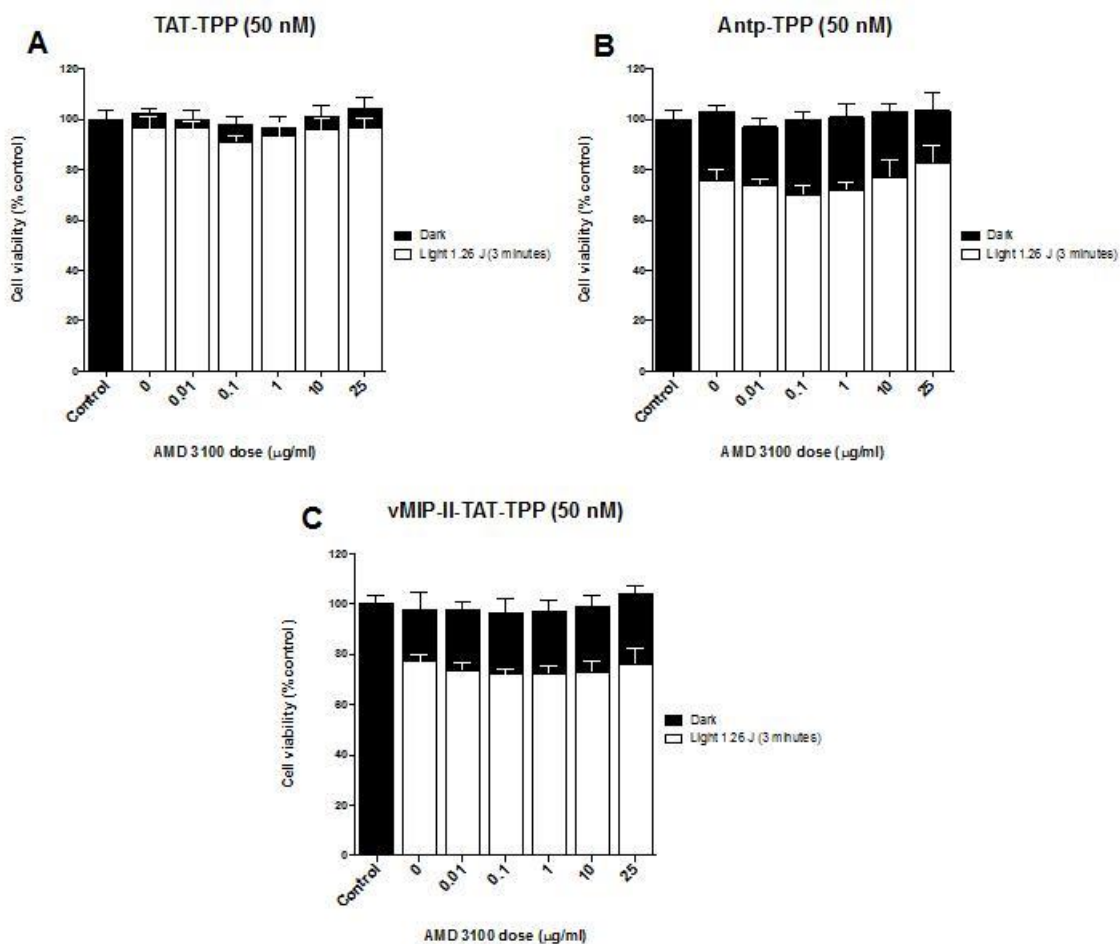 A
TAT-TPP (50 nM)
120
100
80
60
40
20
0
Cell viability (% control)
Control
0
0.01
0.1
1
10
25
AMD 3100 dose (μg/ml)
Dark
Light 1.26 J (3 minutes)
B
Antp-TPP (50 nM)
120
100
80
60
40
20
0
Cell viability (% control)
Control
0
0.01
0.1
1
10
25
AMD 3100 dose (μg/ml)
Dark
Light 1.26 J (3 minutes)
C
vMIP-II-TAT-TPP (50 nM)
120
100
80
60
40
20
0
Cell viability (% control)
Control
0
0.01
0.1
1
10
25
AMD 3100 dose (μg/ml)
Dark
Light 1.26 J (3 minutes)